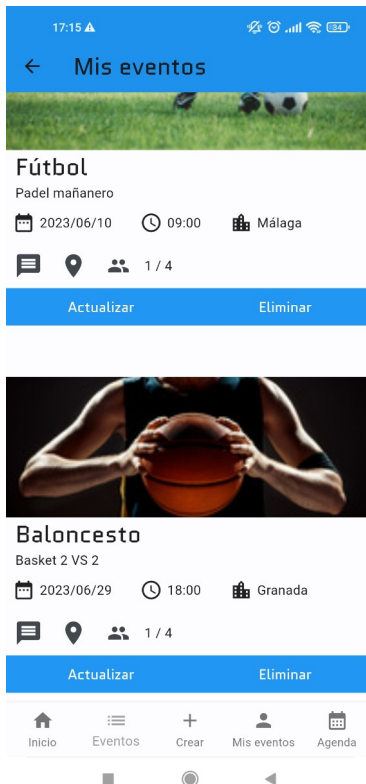 17:15
84
Mis eventos
Fútbol
Padel mañanero
2023/06/10 09:00 Málaga
1 / 4
Actualizar Eliminar
Baloncesto
Basket 2 VS 2
2023/06/29 18:00 Granada
1 / 4
Actualizar Eliminar
Inicio Eventos Crear Mis eventos Agenda